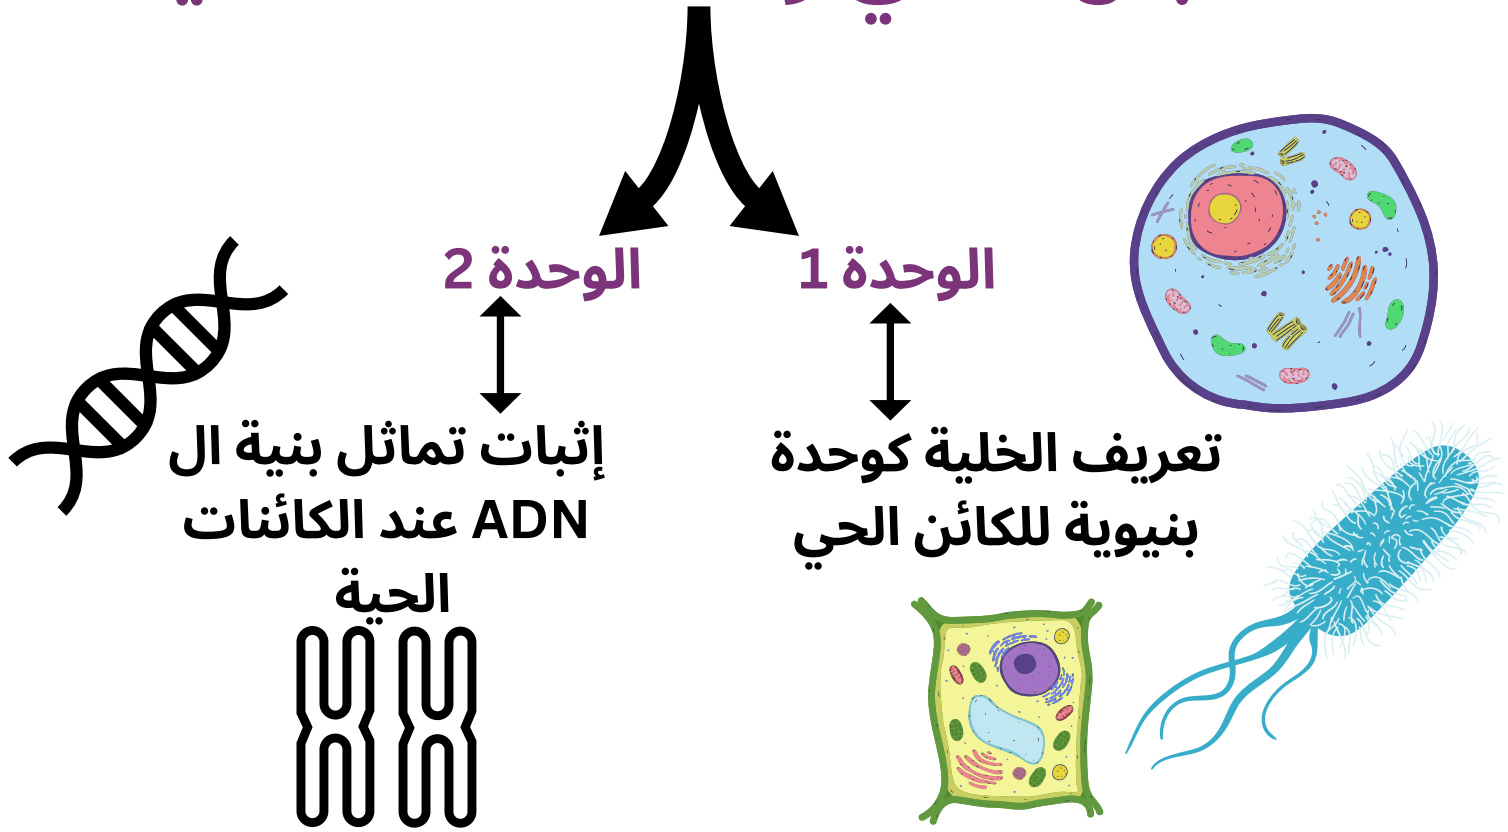 الوحدة 1
الوحدة 2
تعريف الخلية كوحدة
بنيوية للكائن الحي
إثبات تماثل بنية ال
ADN عند الكائنات
الحية